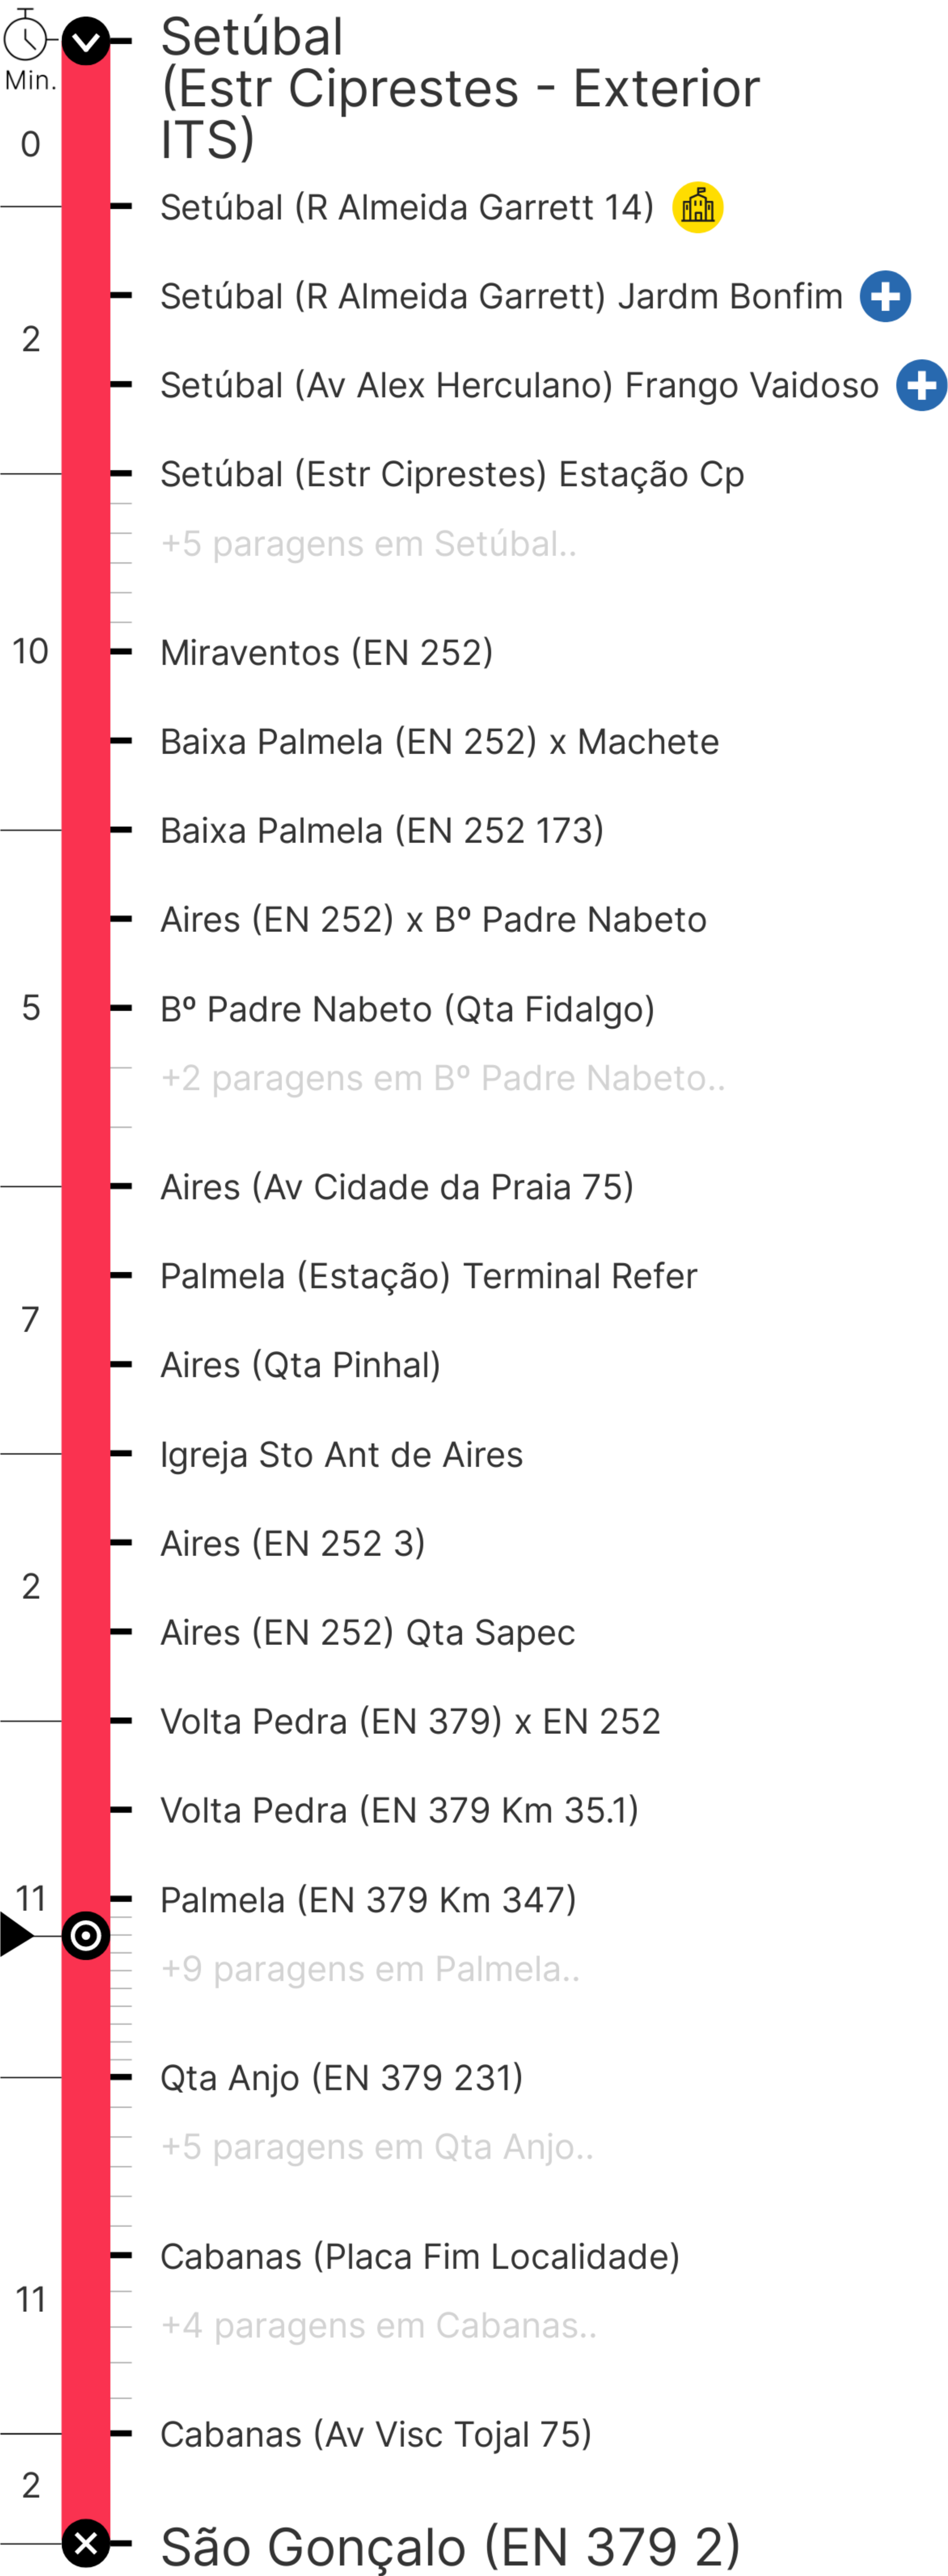 Min.
Setúbal
(Estr Ciprestes - Exterior
ITS)
0
Setúbal (R Almeida Garrett 14)
Setúbal (R Almeida Garrett) Jardm Bonfim
2
Setúbal (Av Alex Herculano) Frango Vaidoso
Setúbal (Estr Ciprestes) Estação Cp
+5 paragens em Setúbal..
10
Miraventos (EN 252)
Baixa Palmela (EN 252) x Machete
Baixa Palmela (EN 252 173)
Aires (EN 252) x Bº Padre Nabeto
5
Bº Padre Nabeto (Qta Fidalgo)
+2 paragens em Bº Padre Nabeto..
Aires (Av Cidade da Praia 75)
Palmela (Estação) Terminal Refer
7
Aires (Qta Pinhal)
Igreja Sto Ant de Aires
Aires (EN 252 3)
2
Aires (EN 252) Qta Sapec
Volta Pedra (EN 379) x EN 252
Volta Pedra (EN 379 Km 35.1)
11
Palmela (EN 379 Km 347)
+9 paragens em Palmela..
Qta Anjo (EN 379 231)
+5 paragens em Qta Anjo..
Cabanas (Placa Fim Localidade)
11
+4 paragens em Cabanas..
Cabanas (Av Visc Tojal 75)
2
São Gonçalo (EN 379 2)